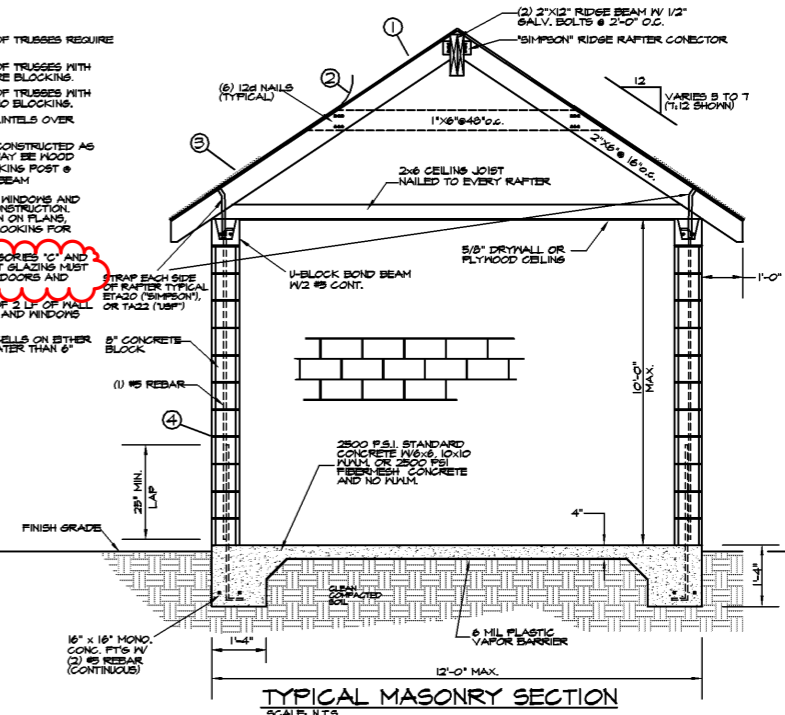 OF TRUSSES REQUIRE
OF TRUSSES WITH
RE BLOCKING.
OF TRUSSES WITH
NO BLOCKING.
LINTELS OVER
CONSTRUCTED AS
MAY BE WOOD
KING POST @
BEAM
WINDOWS AND
CONSTRUCTION.
ON PLANS,
LOOKING FOR
GORIES "C" AND
GLAZING MUST
DOORS AND
OF 2 LF OF WALL
AND WINDOWS
CELLS ON EITHER
EATER THAN 6"
1
2
3
4
(2) 2"X12" RIDGE BEAM W/ 1/2"
GALV. BOLTS @ 2'-0" O.C.
"SIMPSON" RIDGE RAFTER CONECTOR
12
VARIES 5 TO 7
(7:12 SHOWN)
(6) 12d NAILS
(TYPICAL)
1"X6"@48"o.c.
2"X6"@ 16"o.c.
2x6 CEILING JOIST
NAILED TO EVERY RAFTER
5/8" DRYWALL OR
PLYWOOD CEILING
U-BLOCK BOND BEAM
W/2 #5 CONT.
STRAP EACH SIDE
OF RAFTER TYPICAL
ETA20 ("SIMPSON"),
OR TA22 ("USP")
1'-0"
8" CONCRETE
BLOCK
(1) #5 REBAR
10'-0"
MAX.
25" MIN.
LAP
2500 P.S.I. STANDARD
CONCRETE W/6x6, 10x10
W.W.M. OR 2500 PSI
FIBERMESH CONCRETE
AND NO W.W.M.
4"
FINISH GRADE
1'-4"
CLEAN
COMPACTED
SOIL
6 MIL PLASTIC
VAPOR BARRIER
16" x 16" MONO.
CONC. FT'G W/
(2) #5 REBAR
(CONTINUOUS)
1'-4"
12'-0" MAX.
TYPICAL MASONRY SECTION
SCALE: N.T.S.